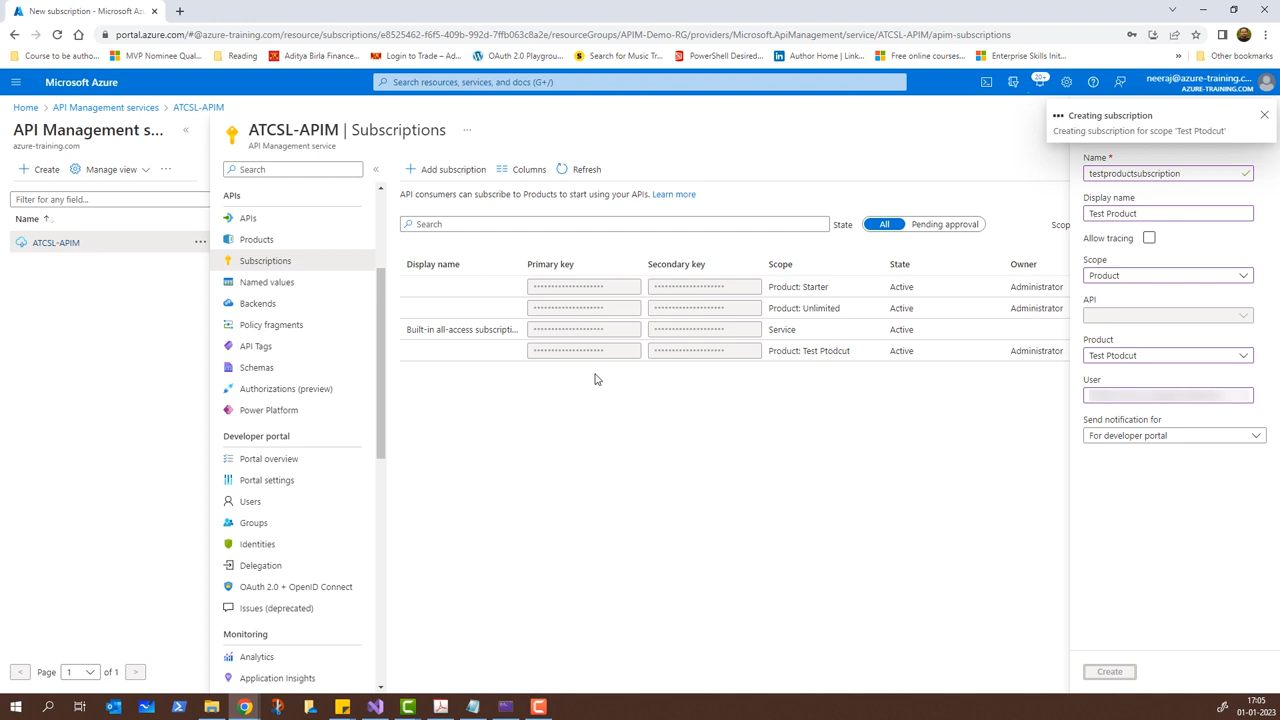 New subscription - Microsoft Azu
portal.azure.com/#@azure-training.com/resource/subscriptions/e8525462-f6f5-409b-992d-7ffb063c8a2e/resourceGroups/APIM-Demo-RG/providers/Microsoft.ApiManagement/service/ATCSL-APIM/apim-subscriptions
Course to be author... MVP Nominee Qual... Reading Aditya Birla Finance... Login to Trade – Ad... OAuth 2.0 Playgrou... Search for Music Tr... PowerPoint Desired... Author Home | Link... Free online courses... Enterprise Skills Init... Other bookmarks
Microsoft Azure
Search resources, services, and docs (G+/)
20+
neeraj@azure-training.c...
AZURE-TRAINING.COM
Home API Management services ATCSL-APIM
API Management s...
azure-training.com
Create Manage view
Filter for any field...
Name
ATCSL-APIM
Page 1 of 1
ATCSL-APIM | Subscriptions
API Management service
Search
APIs
APIs
Products
Subscriptions
Named values
Backends
Policy fragments
API Tags
Schemas
Authorizations (preview)
Power Platform
Developer portal
Portal overview
Portal settings
Users
Groups
Identities
Delegation
OAuth 2.0 + OpenID Connect
Issues (deprecated)
Monitoring
Analytics
Application Insights
Add subscription Columns Refresh
API consumers can subscribe to Products to start using your APIs. Learn more
Search State All Pending approval Scop
Display name Primary key Secondary key Scope State Owner
Product: Starter Active Administrator
Product: Unlimited Active Administrator
Built-in all-access subscripti... Service Active
Product: Test Ptodcut Active Administrator
Creating subscription
Creating subscription for scope 'Test Ptodcut'
Name *
testproductsubscription
Display name
Test Product
Allow tracing
Scope
Product
API
Product
Test Ptodcut
User
Send notification for
For developer portal
Create
17:05
01-01-2023